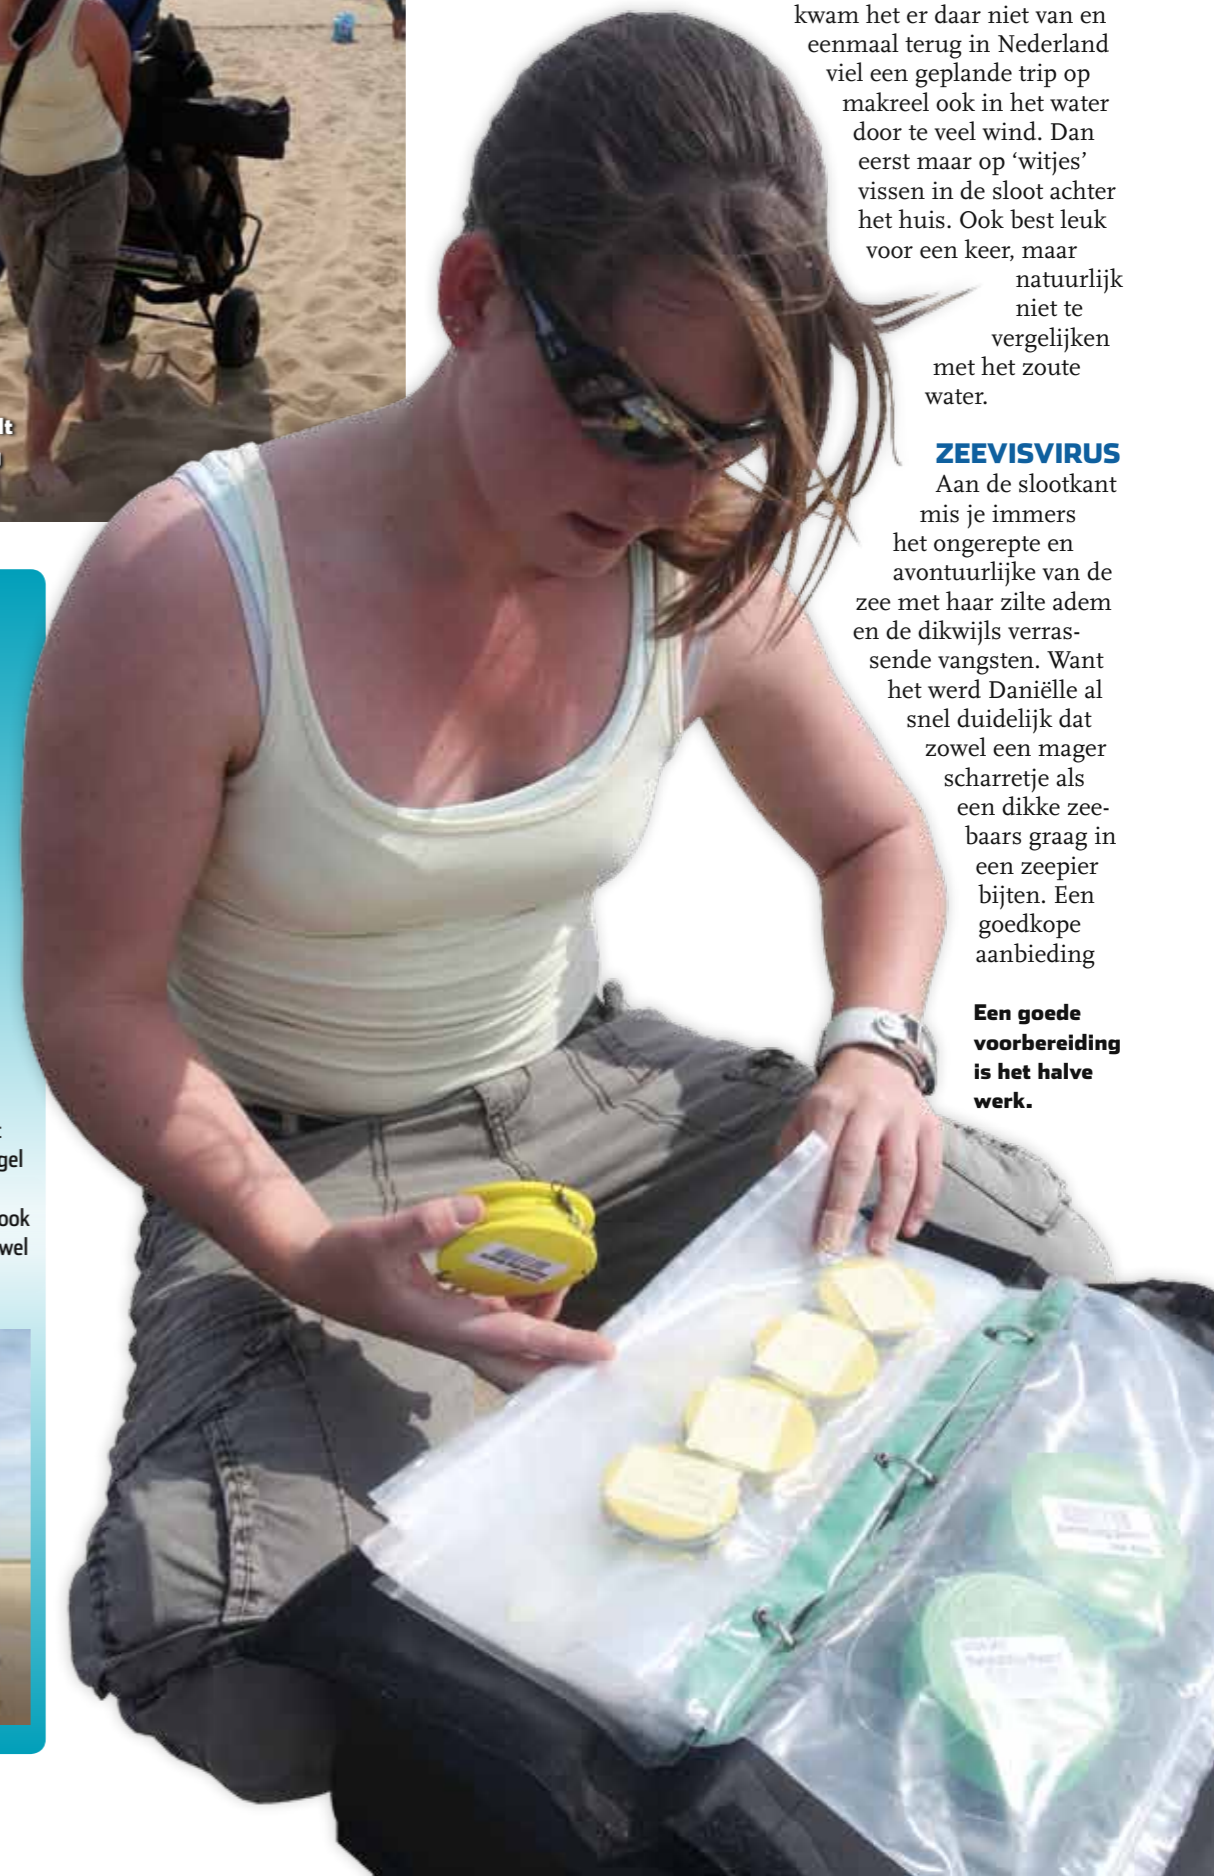 kwam het er daar niet van en
eenmaal terug in Nederland
viel een geplande trip op
makreel ook in het water
door te veel wind. Dan
eerst maar op ‘witjes’
vissen in de sloot achter
het huis. Ook best leuk
voor een keer, maar
natuurlijk
niet te
vergelijken
met het zoute
water.
ZEEVISVIRUS
Aan de slootkant
mis je immers
het ongerepte en
avontuurlijke van de
zee met haar zilte adem
en de dikwijls verras-
sende vangsten. Want
het werd Daniëlle al
snel duidelijk dat
zowel een mager
scharretje als
een dikke zee-
baars graag in
een zeepier
bijten. Een
goedkope
aanbieding
Een goede
voorbereiding
is het halve
werk.
lt
gel
ook
wel